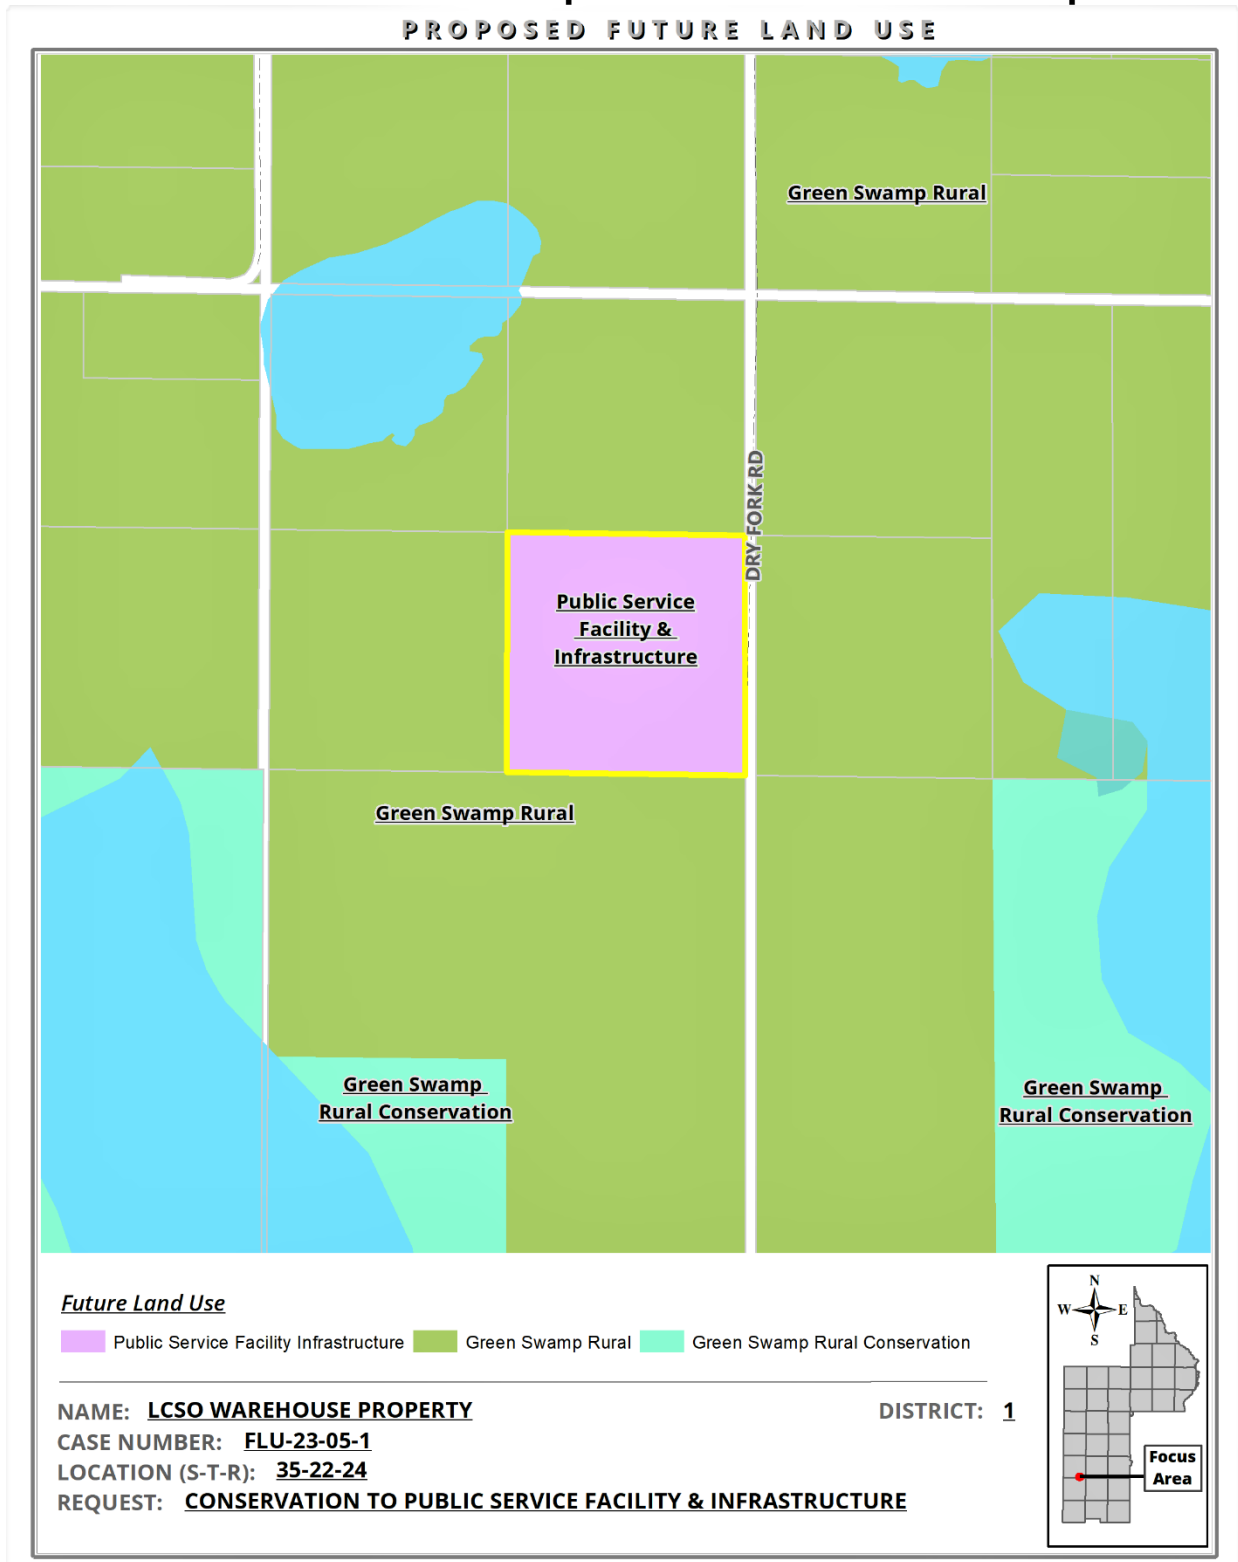 PROPOSED FUTURE LAND USE
Green Swamp Rural
DRY FORK RD
Public Service
Facility &
Infrastructure
Green Swamp Rural
Green Swamp
Rural Conservation
Green Swamp
Rural Conservation
Future Land Use
Public Service Facility Infrastructure
Green Swamp Rural
Green Swamp Rural Conservation
N
W
E
S
Focus
Area
NAME: LCSO WAREHOUSE PROPERTY
DISTRICT: 1
CASE NUMBER: FLU-23-05-1
LOCATION (S-T-R): 35-22-24
REQUEST: CONSERVATION TO PUBLIC SERVICE FACILITY & INFRASTRUCTURE